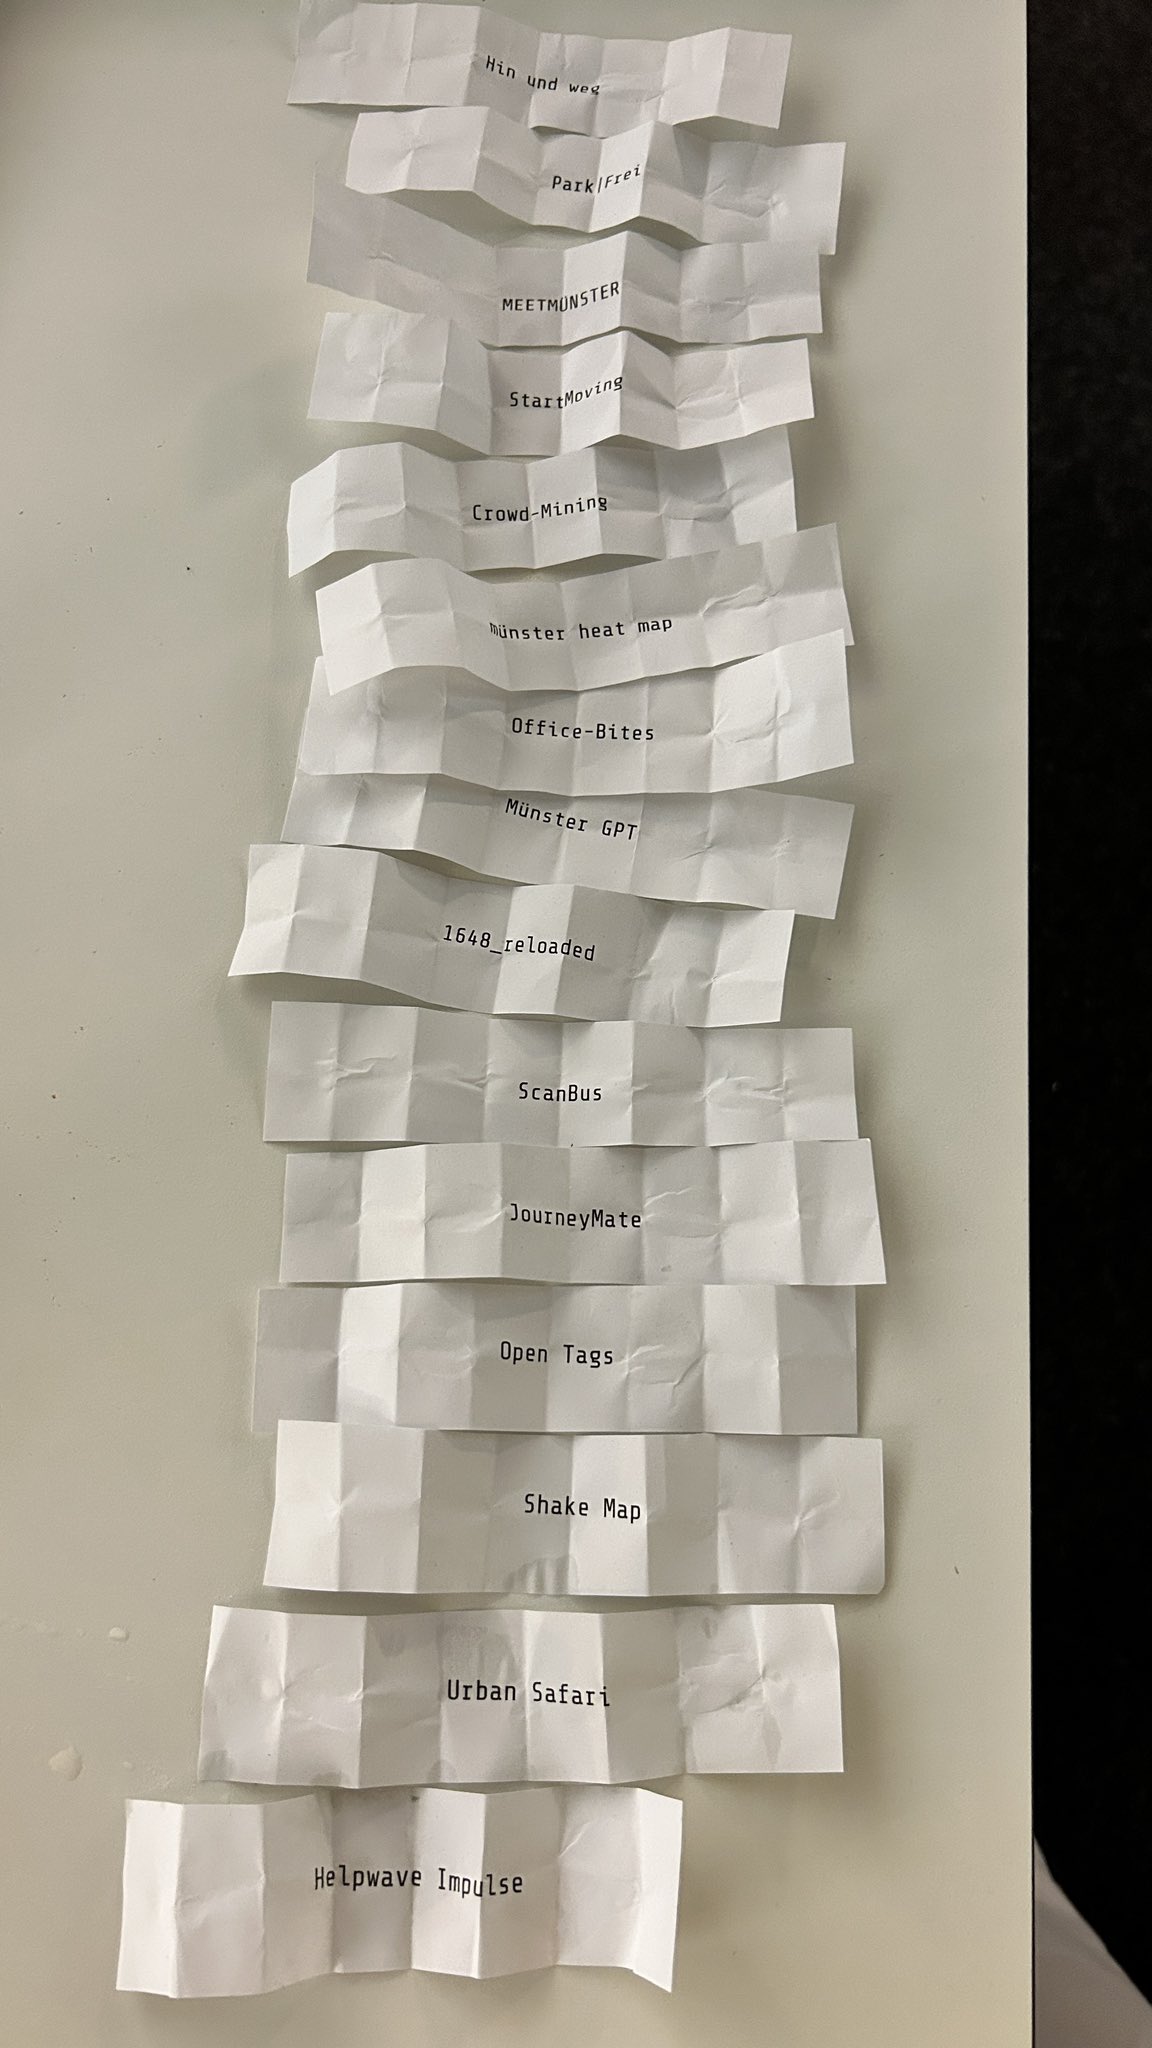 Hin und weg
Park/Frei
MEETMÜNSTER
StartMoving
Crowd-Mining
münster heat map
Office-Bites
Münster GPT
1648_reloaded
ScanBus
JourneyMate
Open Tags
Shake Map
Urban Safari
Helpwave Impulse